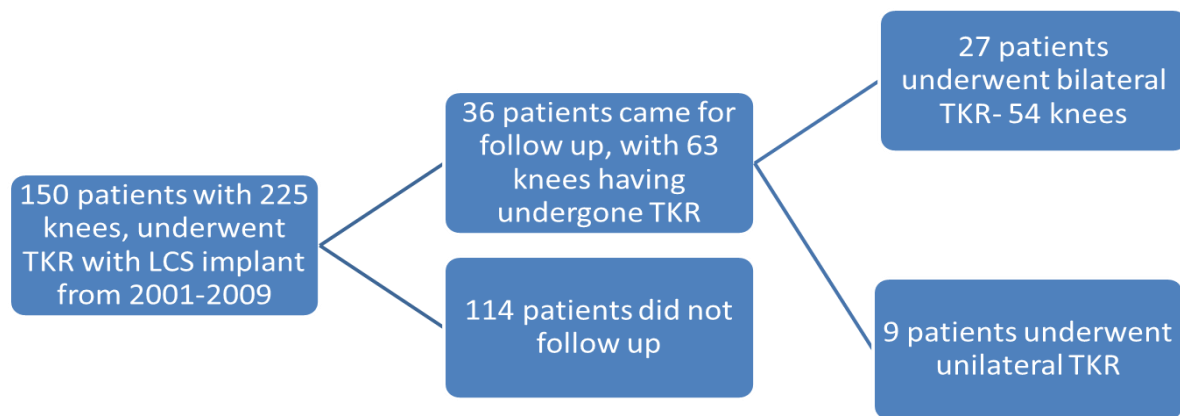 150 patients with 225
knees, underwent
TKR with LCS implant
from 2001-2009
36 patients came for
follow up, with 63
knees having
undergone TKR
114 patients did not
follow up
27 patients
underwent bilateral
TKR- 54 knees
9 patients underwent
unilateral TKR